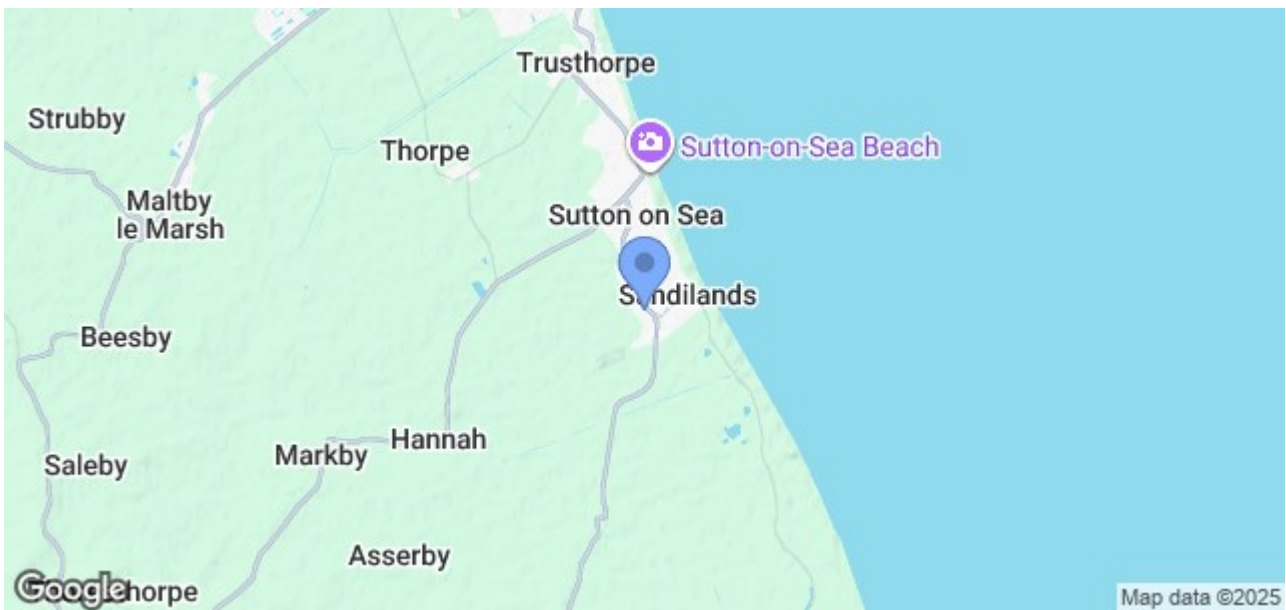 Trusthorpe
Strubby
Thorpe
Sutton-on-Sea Beach
Maltby
le Marsh
Sutton on Sea
Sandilands
Beesby
Hannah
Markby
Saleby
Asserby
Google
Map data ©2025